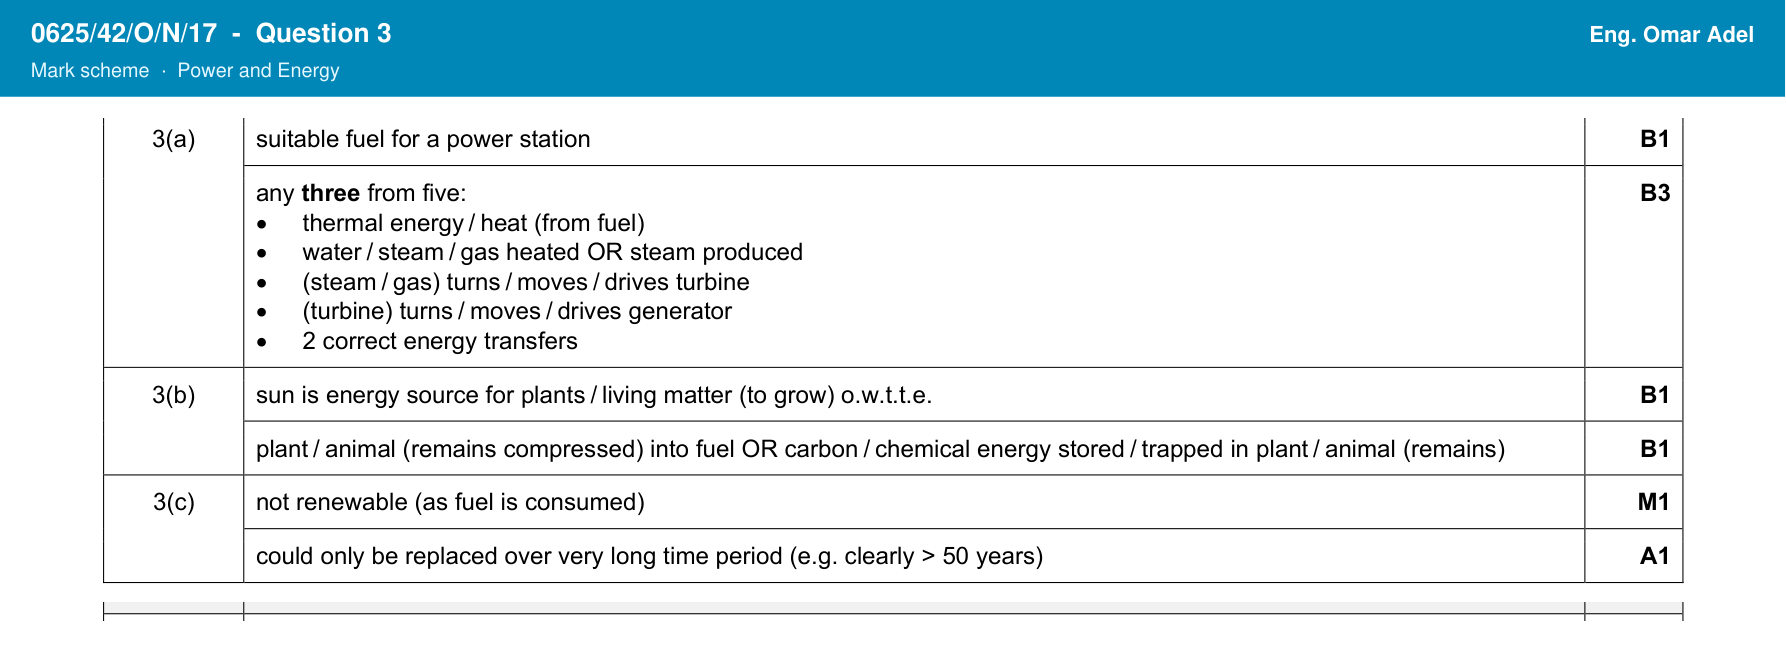 0625/42/O/N/17 - Question 3
Eng. Omar Adel
Mark scheme · Power and Energy
3(a) suitable fuel for a power station B1
any three from five: B3
• thermal energy / heat (from fuel)
• water / steam / gas heated OR steam produced
• (steam / gas) turns / moves / drives turbine
• (turbine) turns / moves / drives generator
• 2 correct energy transfers
3(b) sun is energy source for plants / living matter (to grow) o.w.t.t.e. B1
plant / animal (remains compressed) into fuel OR carbon / chemical energy stored / trapped in plant / animal (remains) B1
3(c) not renewable (as fuel is consumed) M1
could only be replaced over very long time period (e.g. clearly > 50 years) A1